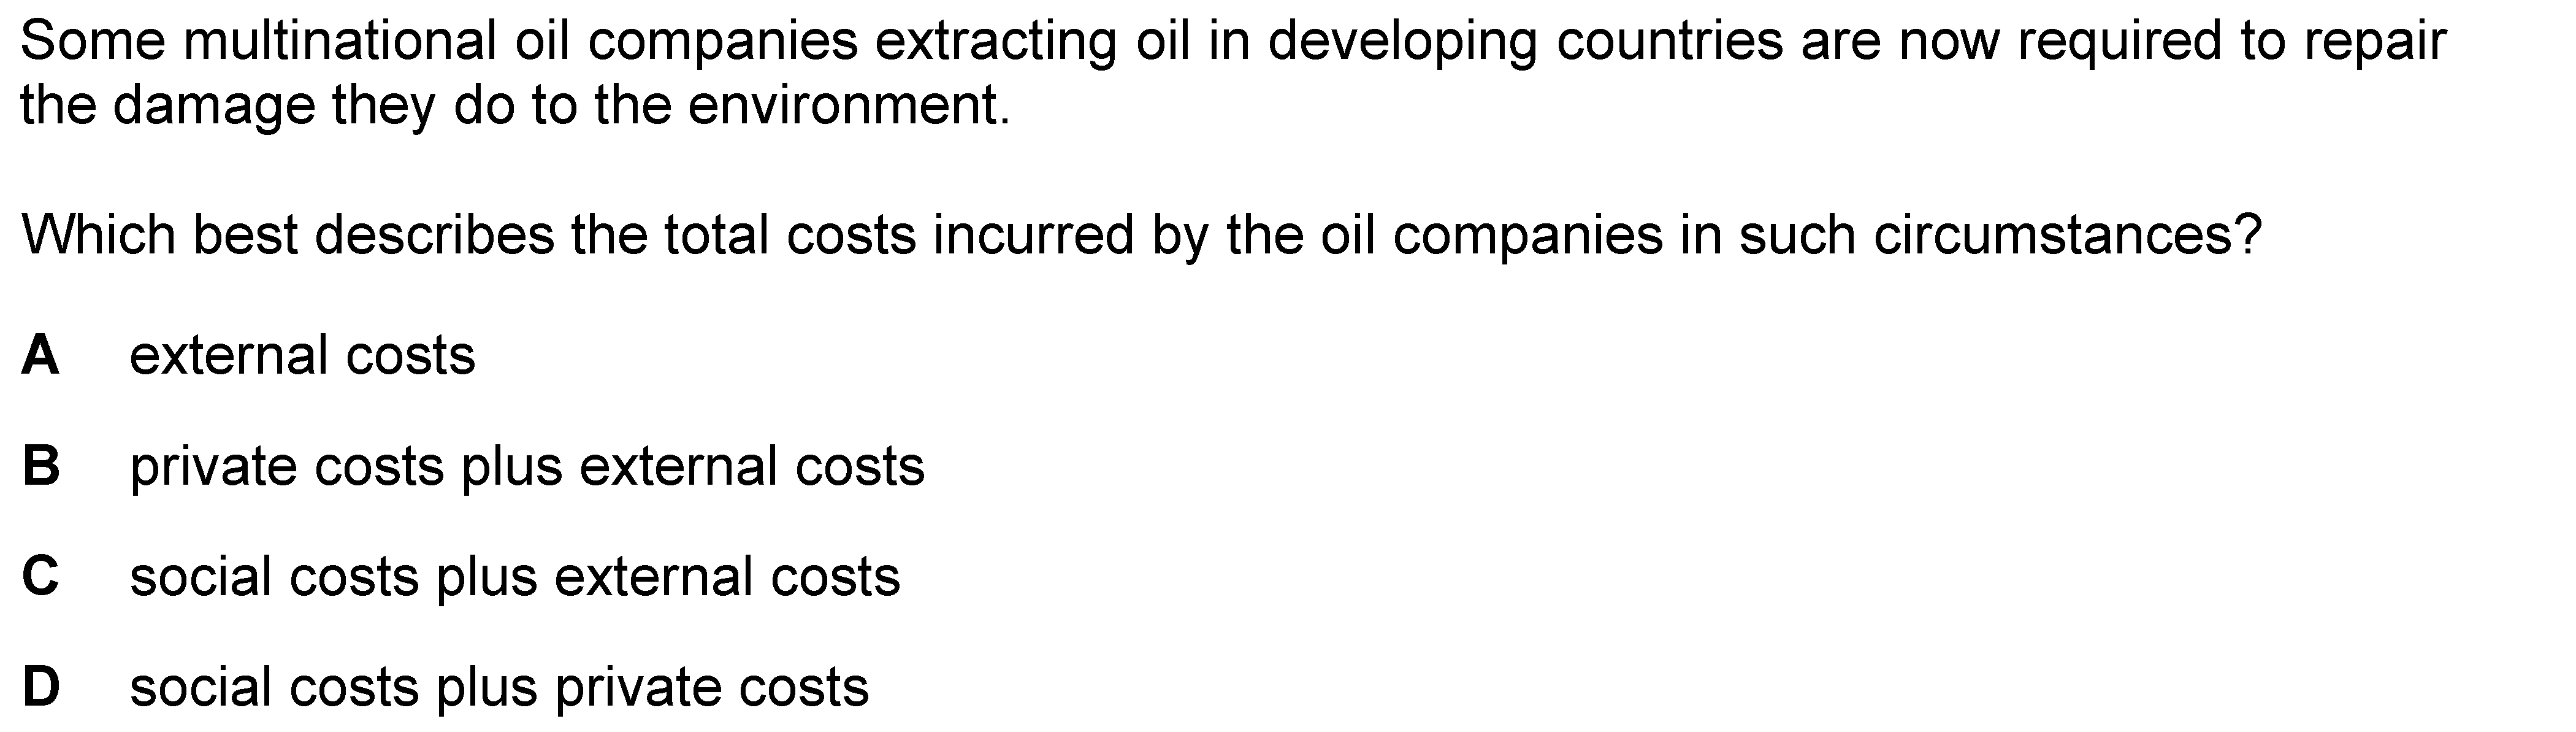 Some multinational oil companies extracting oil in developing countries are now required to repair
the damage they do to the environment.
Which best describes the total costs incurred by the oil companies in such circumstances?
A external costs
B private costs plus external costs
C social costs plus external costs
D social costs plus private costs